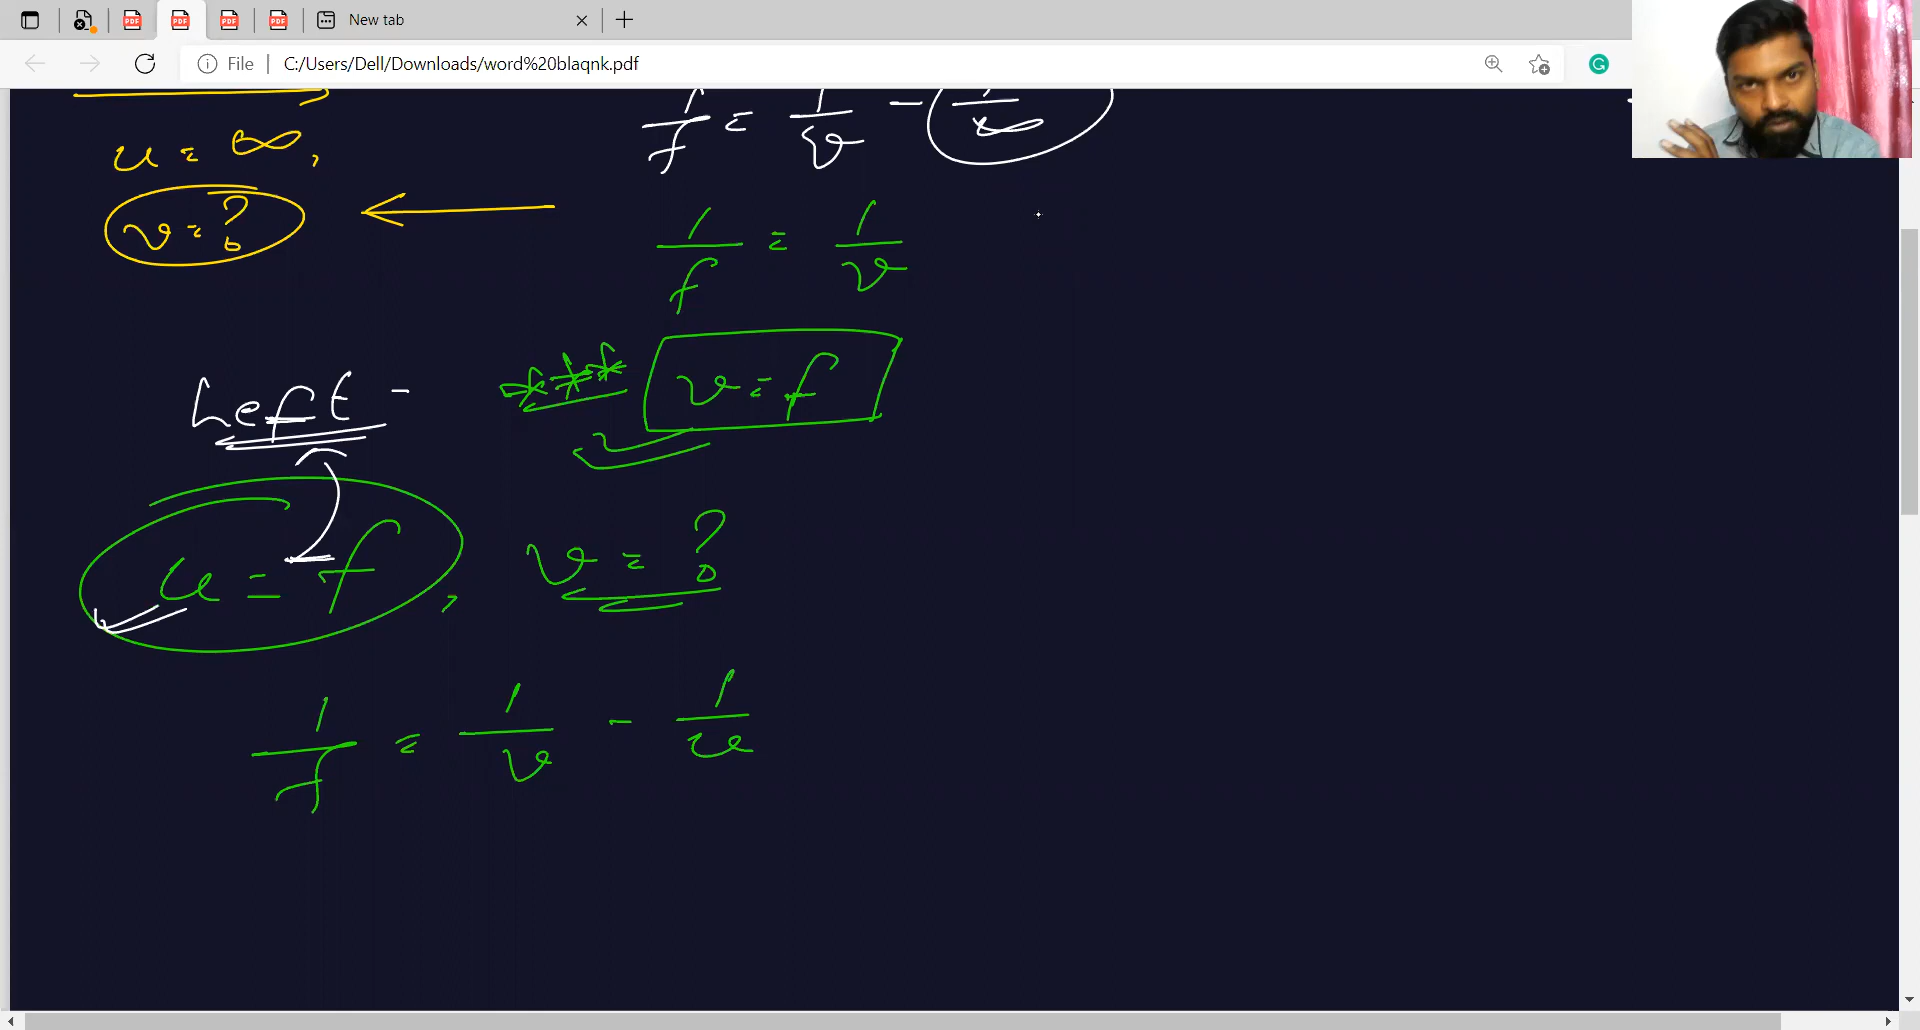 New tab
File | C:/Users/Dell/Downloads/word%20blaqnk.pdf
u = ∞,
1/f = 1/v - 1/∞
v = ?
1/f = 1/v
Left -
*** v = f
u = -f, v = ?
1/f = 1/v - 1/u